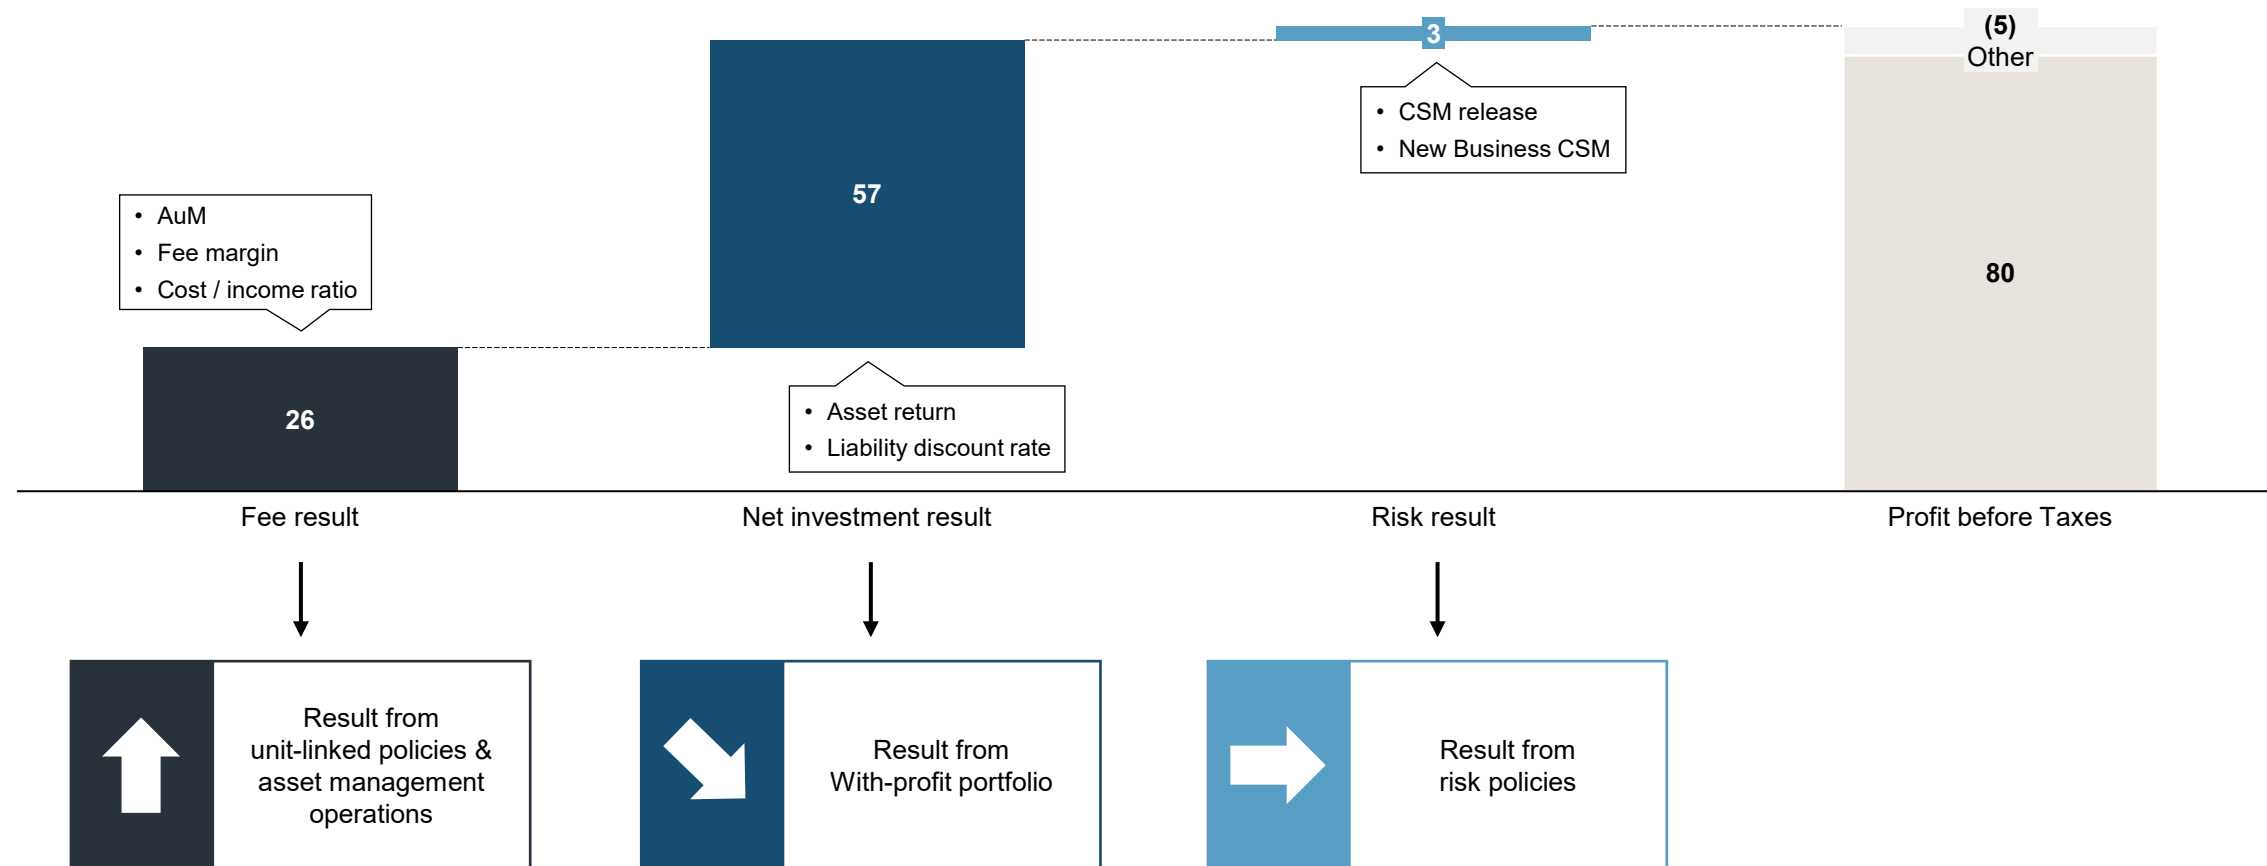 3
(5)
Other
• CSM release
• New Business CSM
57
• AuM
• Fee margin
• Cost / income ratio
80
26
• Asset return
• Liability discount rate
Fee result
Net investment result
Risk result
Profit before Taxes
Result from
unit-linked policies &
asset management
operations
Result from
With-profit portfolio
Result from
risk policies